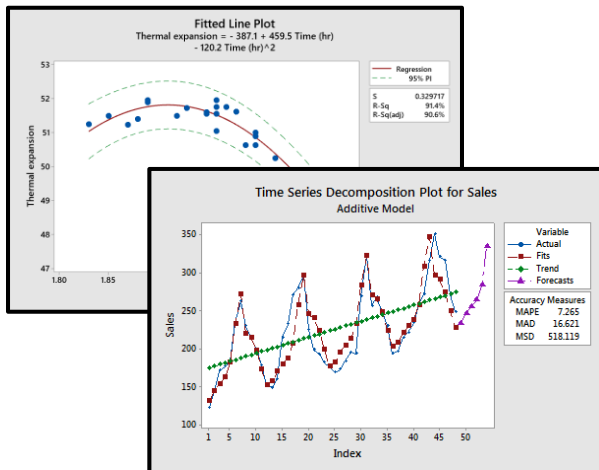 Fitted Line Plot
Thermal expansion = - 387.1 + 459.5 Time (hr)
- 120.2 Time (hr)^2
Thermal expansion
53
52
51
50
49
48
47
1.80
1.85
Regression
95% PI
S 0.329717
R-Sq 91.4%
R-Sq(adj) 90.6%
Time Series Decomposition Plot for Sales
Additive Model
Sales
350
300
250
200
150
100
1 5 10 15 20 25 30 35 40 45 50
Index
Variable
Actual
Fits
Trend
Forecasts
Accuracy Measures
MAPE 7.265
MAD 16.621
MSD 518.119